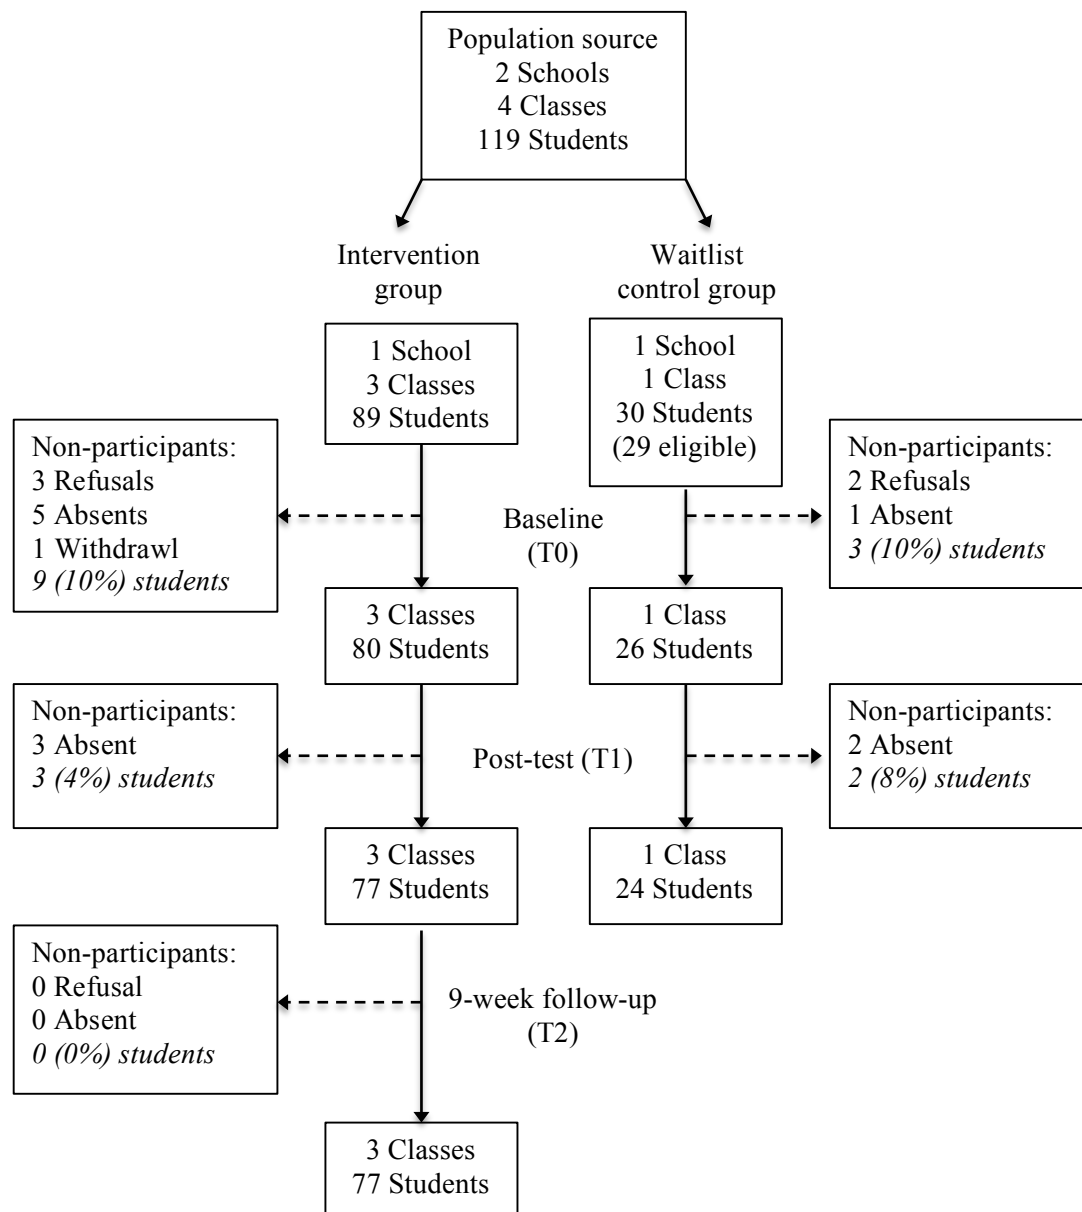 Population source
2 Schools
4 Classes
119 Students
Intervention
group
Waitlist
control group
1 School
3 Classes
89 Students
1 School
1 Class
30 Students
(29 eligible)
Non-participants:
3 Refusals
5 Absents
1 Withdrawl
9 (10%) students
Baseline
(T0)
Non-participants:
2 Refusals
1 Absent
3 (10%) students
3 Classes
80 Students
1 Class
26 Students
Non-participants:
3 Absent
3 (4%) students
Post-test (T1)
Non-participants:
2 Absent
2 (8%) students
3 Classes
77 Students
1 Class
24 Students
Non-participants:
0 Refusal
0 Absent
0 (0%) students
9-week follow-up
(T2)
3 Classes
77 Students